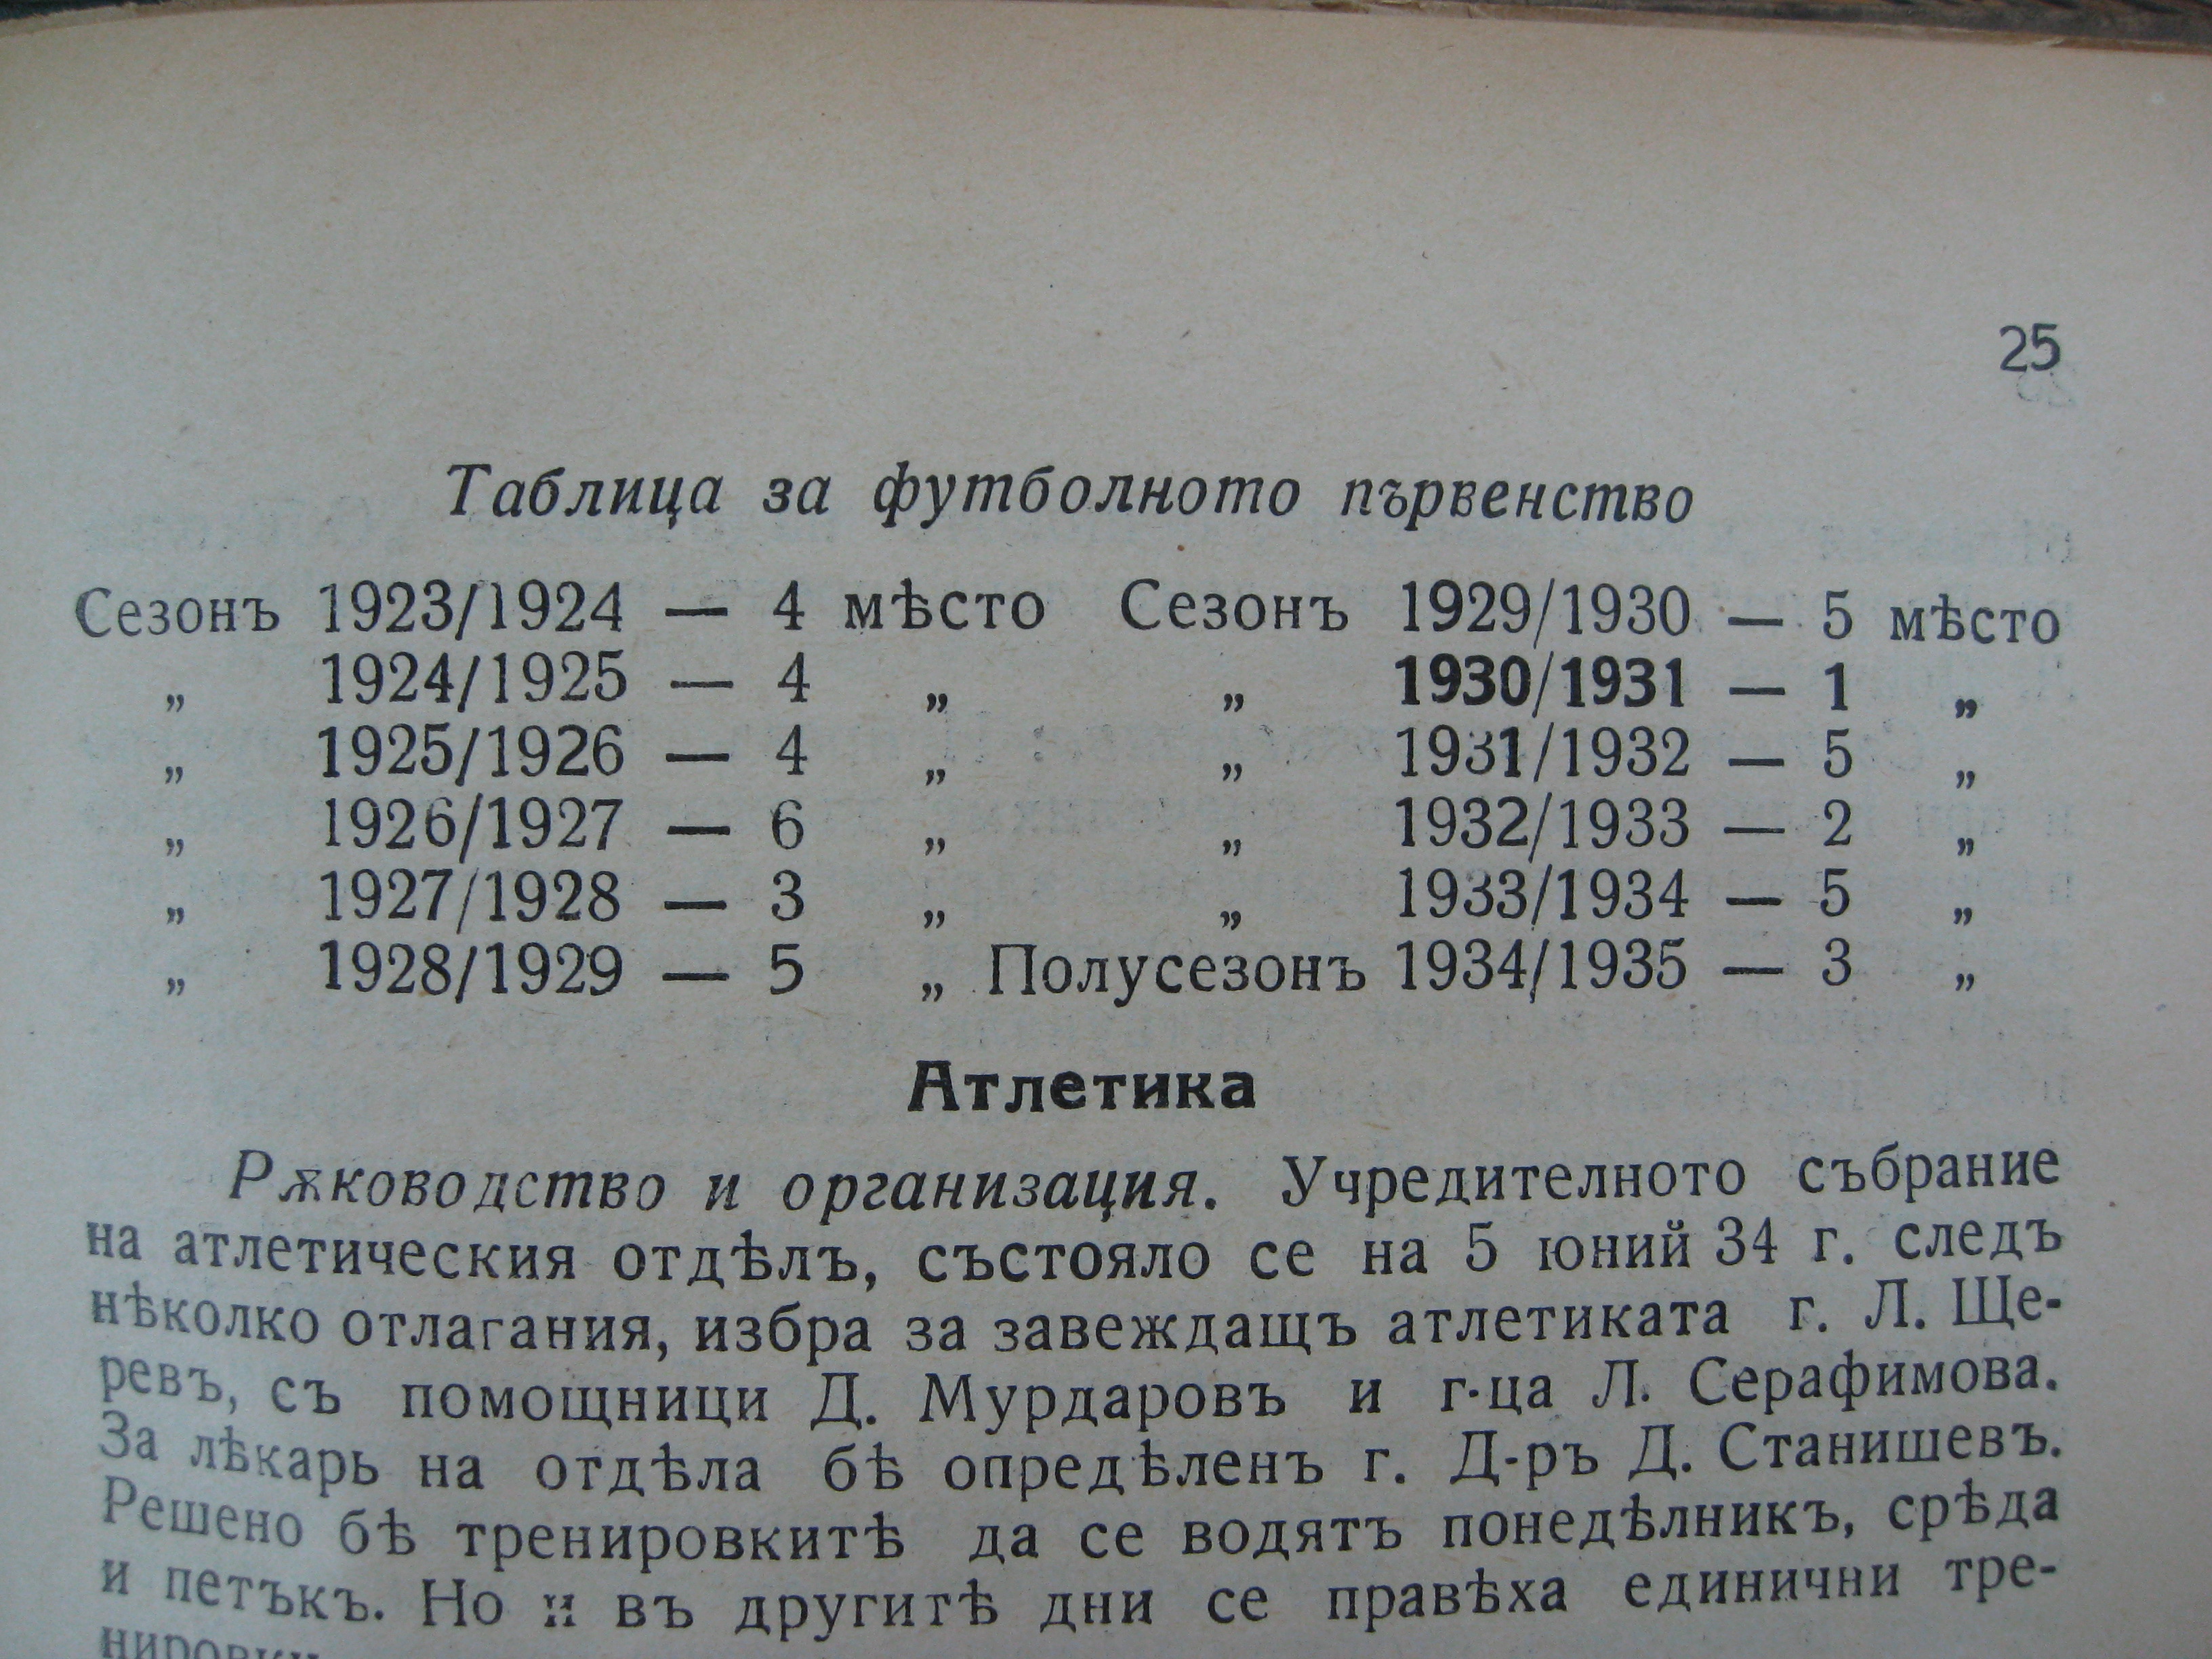 25
Таблица за футболното първенство
Сезонъ 1923/1924 — 4 мѣсто Сезонъ 1929/1930 — 5 мѣсто
„ 1924/1925 — 4 „ „ 1930/1931 — 1 „
„ 1925/1926 — 4 „ „ 1931/1932 — 5 „
„ 1926/1927 — 6 „ „ 1932/1933 — 2 „
„ 1927/1928 — 3 „ „ 1933/1934 — 5 „
„ 1928/1929 — 5 „ Полусезонъ 1934/1935 — 3 „
Атлетика
Рѫководство и организация. Учредителното събрание
на атлетическия отдѣлъ, състояло се на 5 юний 34 г. следъ
нѣколко отлагания, избра за завеждащъ атлетиката г. Л. Ще-
ревъ, съ помощници Д. Мурдаровъ и г-ца Л. Серафимова.
За лѣкарь на отдѣла бѣ опредѣленъ г. Д-ръ Д. Станишевъ.
Решено бѣ тренировкитѣ да се водятъ понедѣлникъ, срѣда
и петъкъ. Но и въ другитѣ дни се правѣха единични тре-
нировки